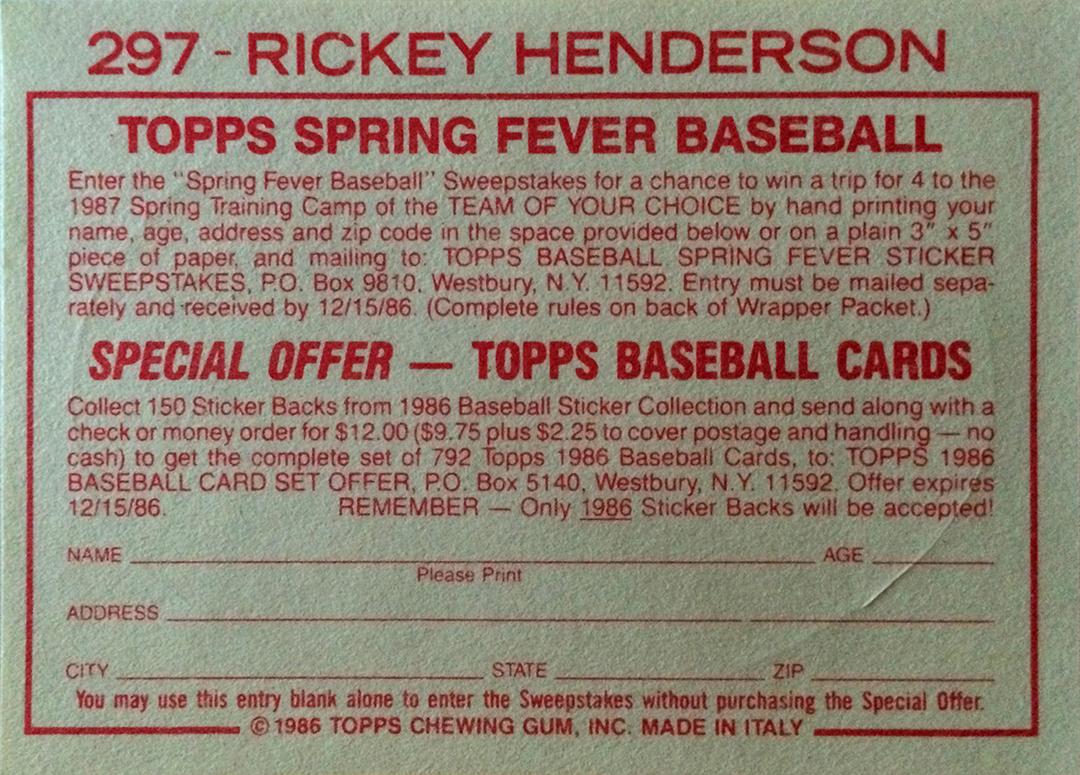 297 - RICKEY HENDERSON
TOPPS SPRING FEVER BASEBALL
Enter the "Spring Fever Baseball" Sweepstakes for a chance to win a trip for 4 to the
1987 Spring Training Camp of the TEAM OF YOUR CHOICE by hand printing your
name, age, address and zip code in the space provided below or on a plain 3" x 5"
piece of paper, and mailing to: TOPPS BASEBALL SPRING FEVER STICKER
SWEEPSTAKES, P.O. Box 9810, Westbury, N.Y. 11592. Entry must be mailed sepa-
rately and received by 12/15/86. (Complete rules on back of Wrapper Packet.)
SPECIAL OFFER — TOPPS BASEBALL CARDS
Collect 150 Sticker Backs from 1986 Baseball Sticker Collection and send along with a
check or money order for $12.00 ($9.75 plus $2.25 to cover postage and handling — no
cash) to get the complete set of 792 Topps 1986 Baseball Cards, to: TOPPS 1986
BASEBALL CARD SET OFFER, P.O. Box 5140, Westbury, N.Y. 11592. Offer expires
12/15/86. REMEMBER — Only 1986 Sticker Backs will be accepted!
NAME AGE
Please Print
ADDRESS
CITY STATE ZIP
You may use this entry blank alone to enter the Sweepstakes without purchasing the Special Offer.
© 1986 TOPPS CHEWING GUM, INC. MADE IN ITALY